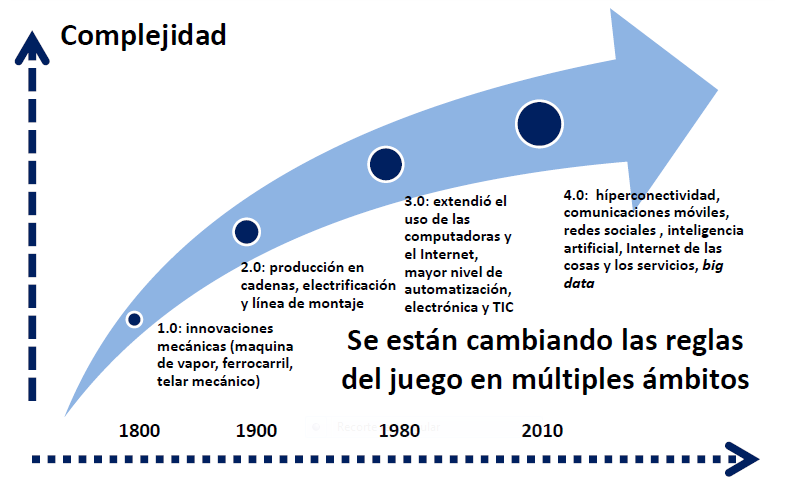 Complejidad
1.0: innovaciones
mecánicas (maquina
de vapor, ferrocarril,
telar mecánico)
2.0: producción en
cadenas, electrificación
y línea de montaje
3.0: extendió el
uso de las
computadoras y
el Internet,
mayor nivel de
automatización,
electrónica y TIC
4.0:  híperconectividad,
comunicaciones móviles,
redes sociales , inteligencia
artificial, Internet de las
cosas y los servicios, big
data
Se están cambiando las reglas
del juego en múltiples ámbitos
1800
1900
1980
2010